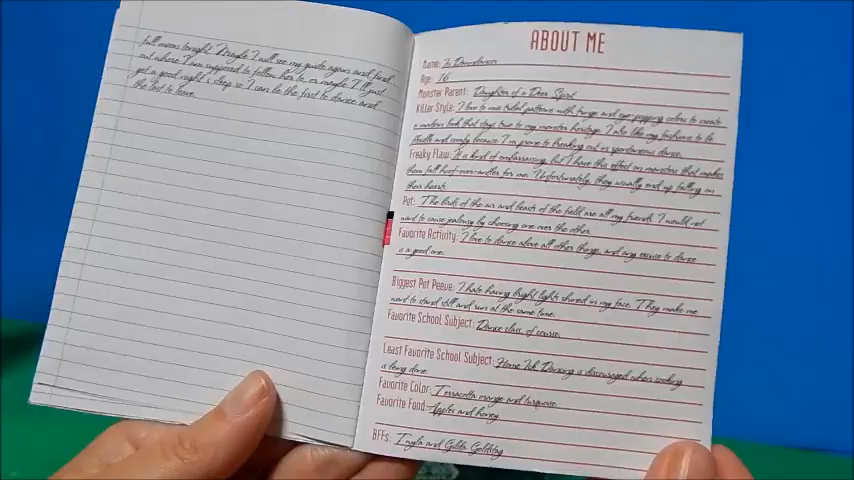 full moon tonight. Maybe I will see my guide again and find
out where I am supposed to follow her to or maybe I'll just
get a good night's sleep so I can be the first to dance and
the last to leave.
ABOUT ME
Name: Isi Dawndancer
Age: 16
Monster Parent: Daughter of a Deer Spirit
Killer Style: I love to mix tribal patterns with fringe and eye-popping colors to create
a modern look that stays true to my monster heritage. I also like my fashions to be
flexible and comfy because I'm prone to breaking out in spontaneous dance.
Freaky Flaw: It is kind of embarrassing, but I have this effect on monsters that makes
them fall hoof-over-antler for me. Unfortunately, they usually end up falling on
their heart.
Pet: The birds of the air and beasts of the field are all my friends. I would not
want to cause jealousy by choosing one over the other.
Favorite Activity: I love to dance above all other things, and any excuse to dance
is a good one.
Biggest Pet Peeve: I hate having bright lights shined in my face. They make me
want to stand still and run at the same time.
Favorite School Subject: Dance class, of course.
Least Favorite School Subject: Home Ick. Dancing is discouraged when cooking
is being done.
Favorite Color: Terracotta orange and turquoise.
Favorite Food: Apples and honey.
BFFs: Inyla and Gilda Goldstag